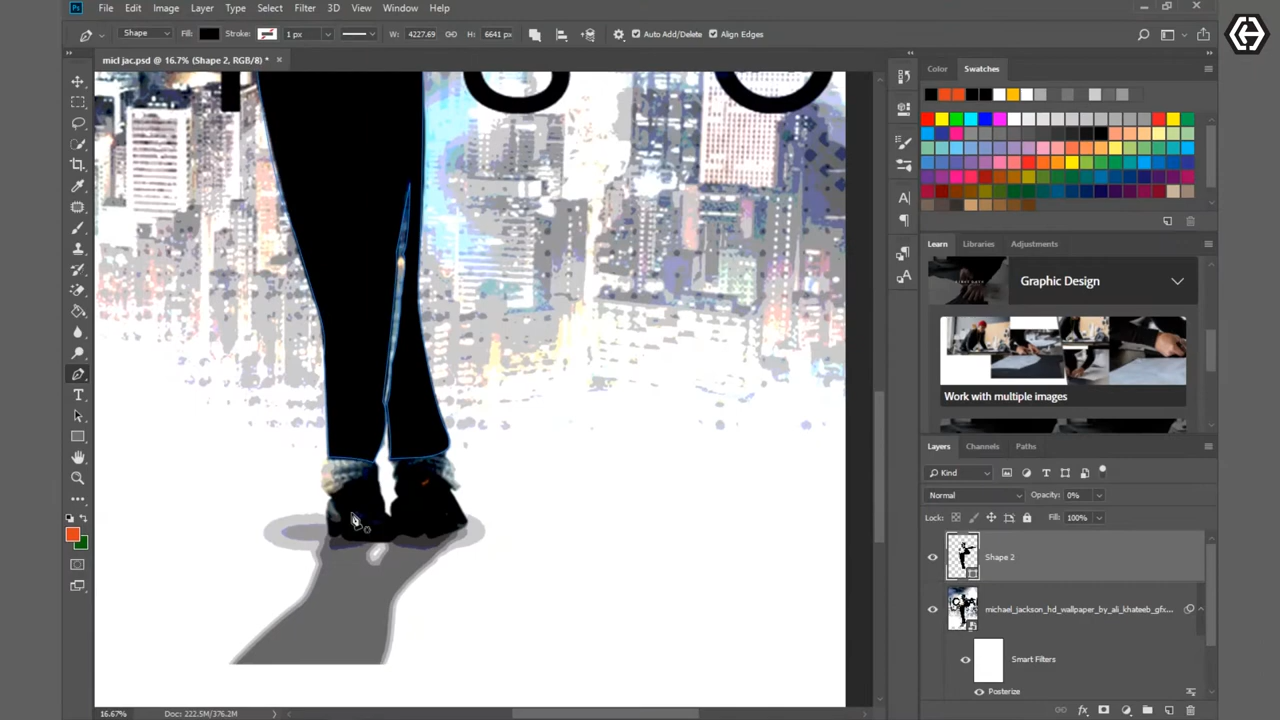 Ps File Edit Image Layer Type Select Filter 3D View Window Help
Shape Fill: Stroke: 1 px W: 4227.69 H: 6641 px Auto Add/Delete Align Edges
micl jac.psd @ 16.7% (Shape 2, RGB/8) *
Color Swatches
Learn Libraries Adjustments
Graphic Design
Work with multiple images
Layers Channels Paths
Kind
Normal Opacity: 0%
Lock: Fill: 100%
Shape 2
michael_jackson_hd_wallpaper_by_ali_khateeb_gfx...
Smart Filters
Posterize
16.67% Doc: 222.5M/376.2M